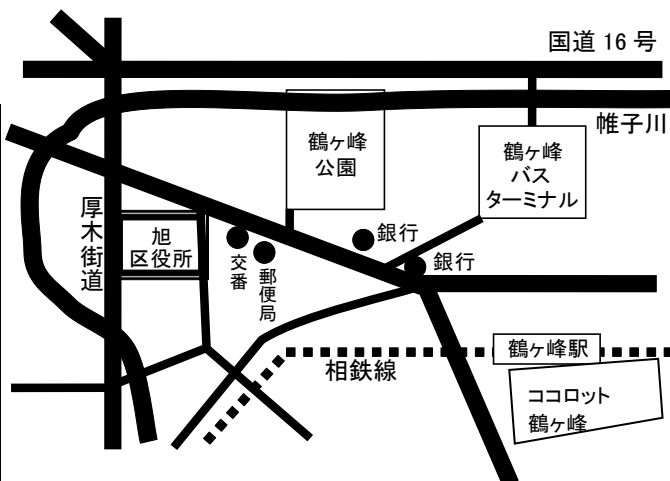 国道 16 号
帷子川
鶴ヶ峰
公園
鶴ヶ峰
バス
ターミナル
厚木街道
旭
区役所
交番
郵便局
銀行
銀行
鶴ヶ峰駅
相鉄線
ココロット
鶴ヶ峰